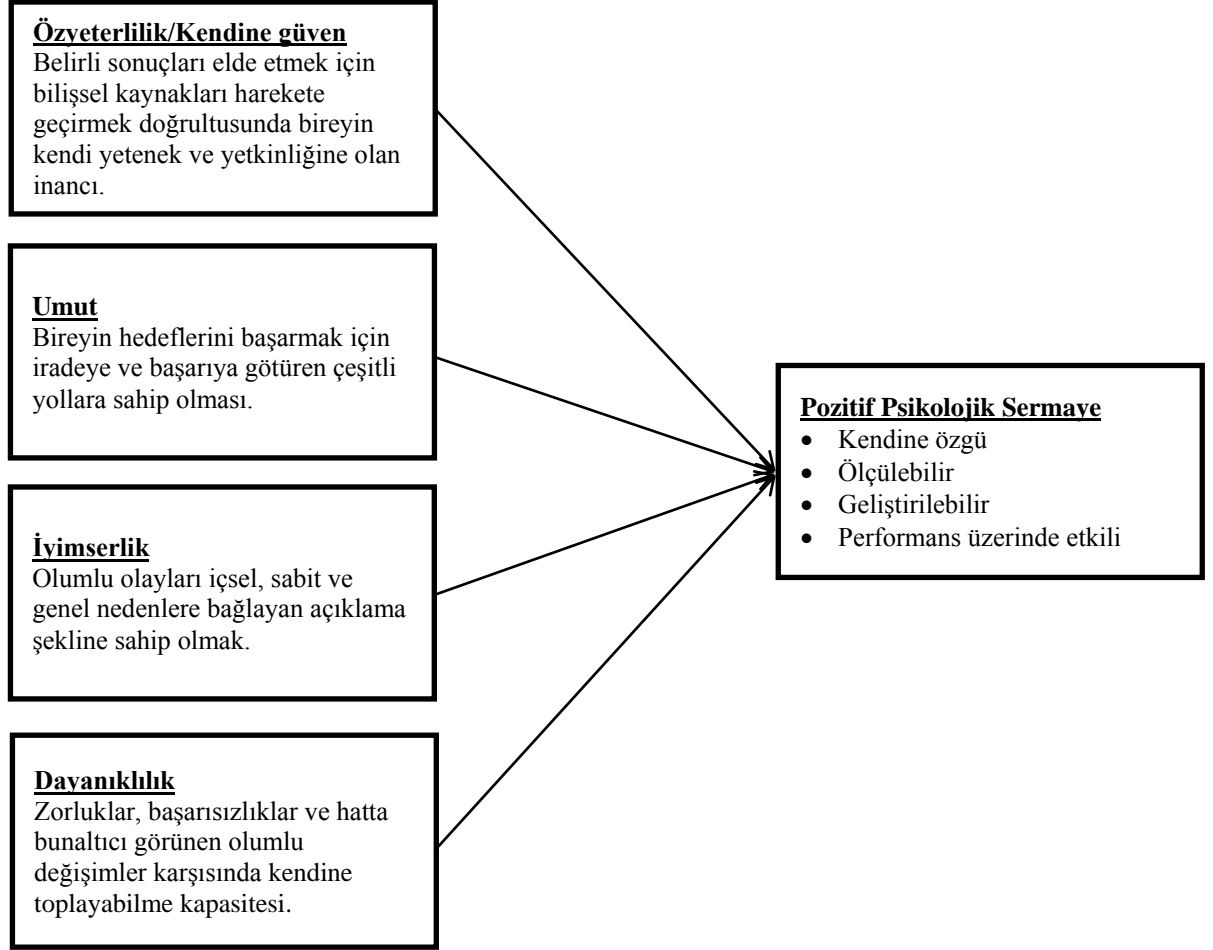 Özyeterlilik/Kendine güven
Belirli sonuçları elde etmek için
bilişsel kaynakları harekete
geçirmek doğrultusunda bireyin
kendi yetenek ve yetkinliğine olan
inancı.
Umut
Bireyin hedeflerini başarmak için
iradeye ve başarıya götüren çeşitli
yollara sahip olması.
İyimserlik
Olumlu olayları içsel, sabit ve
genel nedenlere bağlayan açıklama
şekline sahip olmak.
Dayanıklılık
Zorluklar, başarısızlıklar ve hatta
bunaltıcı görünen olumlu
değişimler karşısında kendine
toplayabilme kapasitesi.
Pozitif Psikolojik Sermaye
• Kendine özgü
• Ölçülebilir
• Geliştirilebilir
• Performans üzerinde etkili